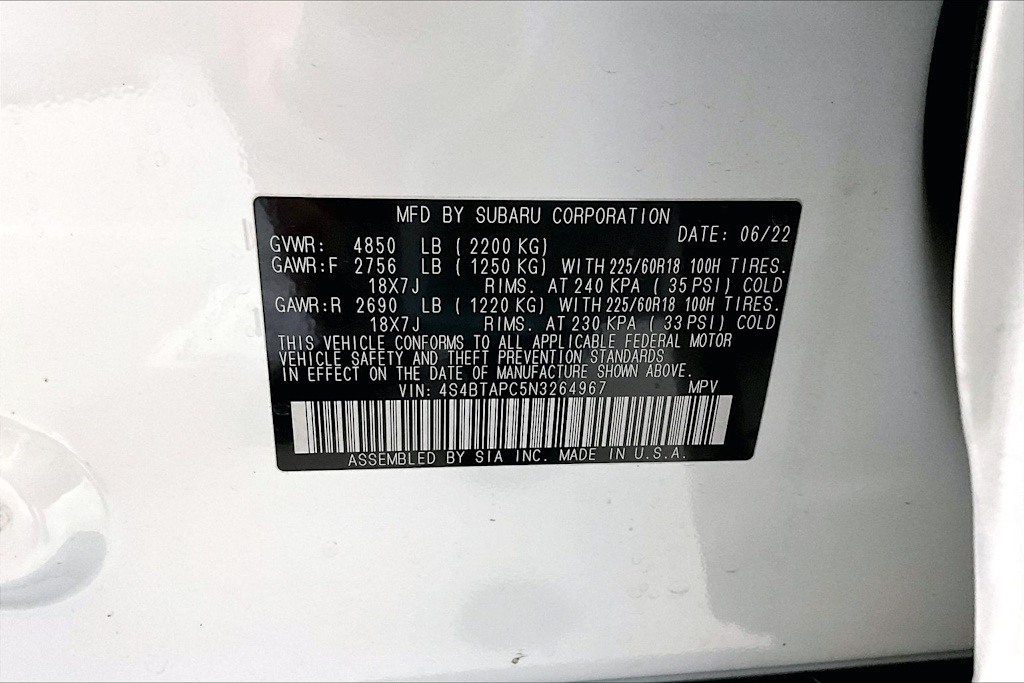 MFD BY SUBARU CORPORATION
DATE: 06/22
GVWR: 4850 LB (2200 KG)
GAWR:F 2756 LB (1250 KG) WITH 225/60R18 100H TIRES.
18X7J RIMS. AT 240 KPA (35 PSI) COLD
GAWR:R 2690 LB (1220 KG) WITH 225/60R18 100H TIRES.
18X7J RIMS. AT 230 KPA (33 PSI) COLD
THIS VEHICLE CONFORMS TO ALL APPLICABLE FEDERAL MOTOR
VEHICLE SAFETY AND THEFT PREVENTION STANDARDS
IN EFFECT ON THE DATE OF MANUFACTURE SHOWN ABOVE.
VIN: 4S4BTAPC5N3264967 MPV
ASSEMBLED BY SIA INC. MADE IN U.S.A.